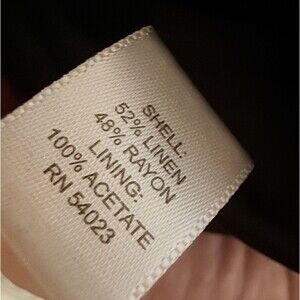 SHELL:
52% LINEN
48% RAYON
LINING:
100% ACETATE
RN 54023